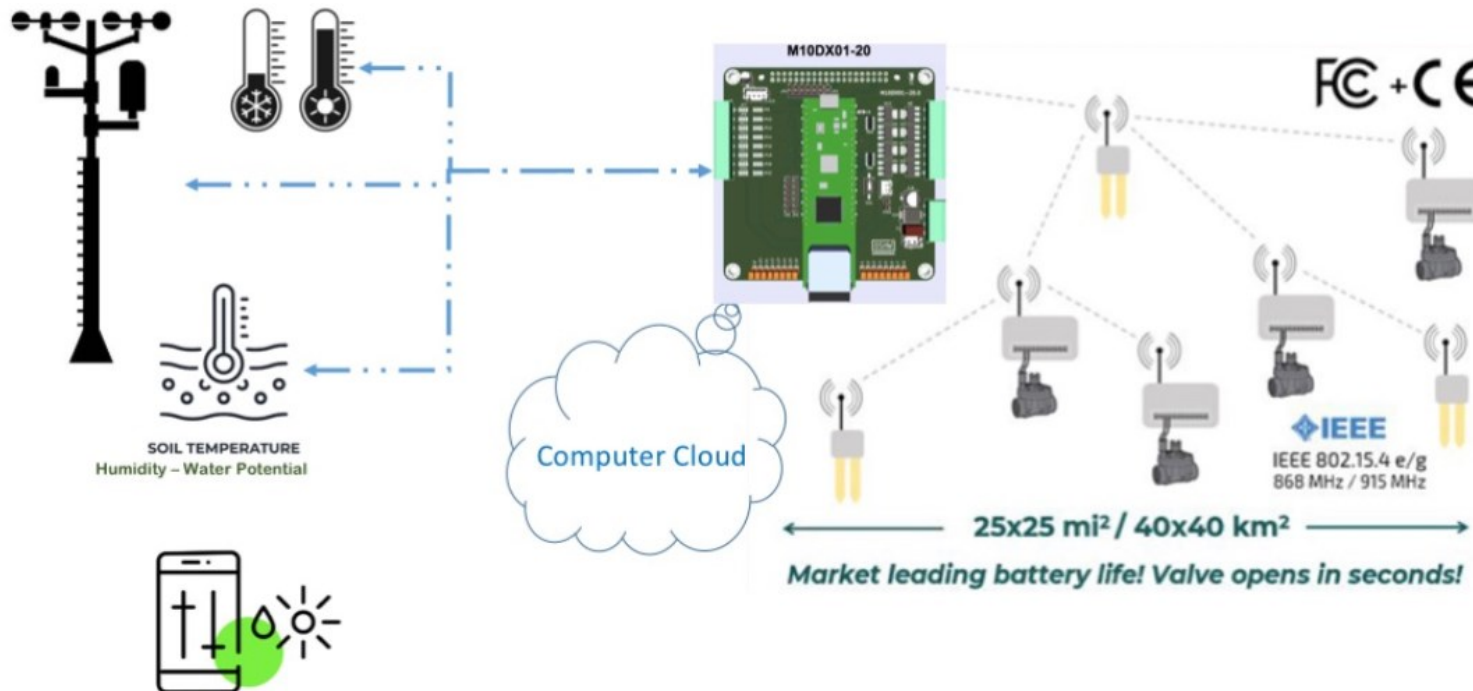 M10DX01-20
FC + CE
SOIL TEMPERATURE
Humidity – Water Potential
Computer Cloud
IEEE
IEEE 802.15.4 e/g
868 MHz / 915 MHz
25x25 mi² / 40x40 km²
Market leading battery life! Valve opens in seconds!